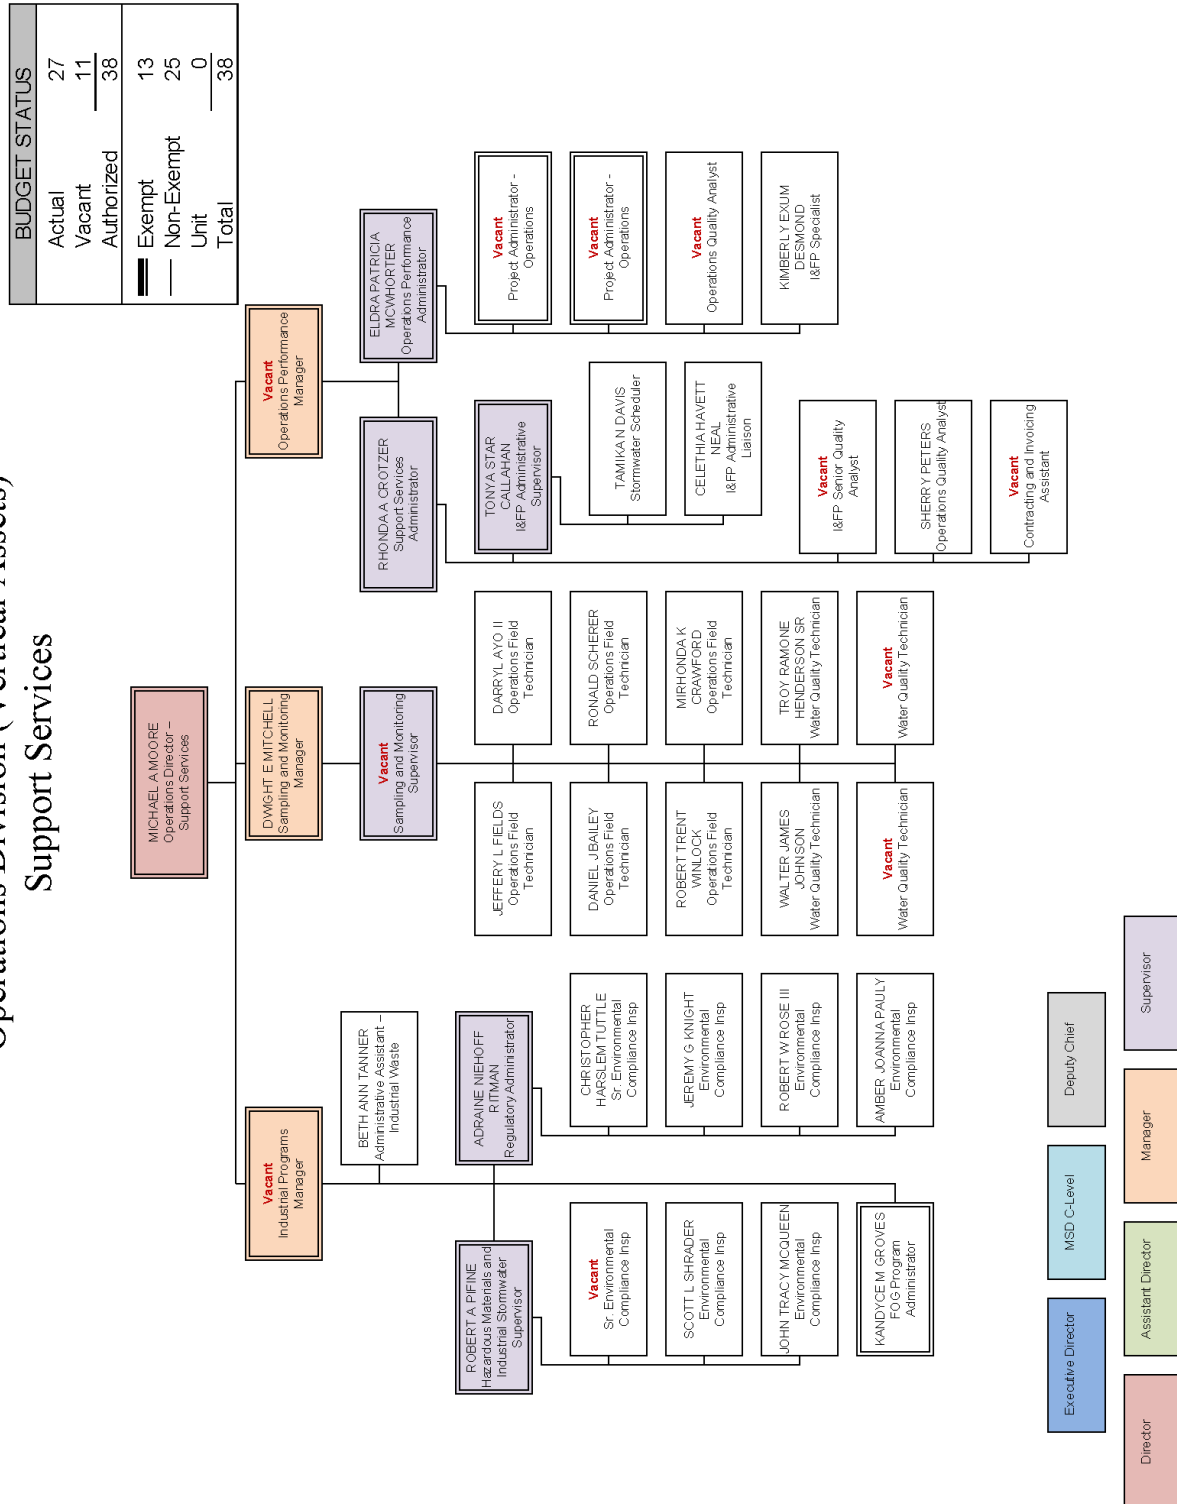 Operations Division (Vertical Assets)
Support Services
BUDGET STATUS
Actual 27
Vacant 11
Authorized 38
Exempt 13
Non-Exempt 25
Unit 0
Total 38
MICHAEL A MOORE
Operations Director –
Support Services
Vacant
Industrial Programs
Manager
DWIGHT E MITCHELL
Sampling and Monitoring
Manager
Vacant
Operations Performance
Manager
BETH ANN TANNER
Administrative Assistant –
Industrial Waste
Vacant
Sampling and Monitoring
Supervisor
RHONDA A CROTZER
Support Services
Administrator
ELDRA PATRICIA
MCWHORTER
Operations Performance
Administrator
ROBERT A PIFINE
Hazardous Materials and
Industrial Stormwater
Supervisor
ADRAINE NIEHOFF
RITMAN
Regulatory Administrator
Vacant
Sr. Environmental
Compliance Insp
SCOTT L SHRADER
Environmental
Compliance Insp
JOHN TRACY MCQUEEN
Environmental
Compliance Insp
KANDYCE M GROVES
FOG Program
Administrator
CHRISTOPHER
HARSLEM TUTTLE
Sr. Environmental
Compliance Insp
JEREMY G KNIGHT
Environmental
Compliance Insp
ROBERT W ROSE III
Environmental
Compliance Insp
AMBER JOANNA PAULY
Environmental
Compliance Insp
JEFFERY L FIELDS
Operations Field
Technician
DARRYL AYO II
Operations Field
Technician
DANIEL J BAILEY
Operations Field
Technician
RONALD SCHERER
Operations Field
Technician
ROBERT TRENT
WINLOCK
Operations Field
Technician
MIRHONDA K
CRAWFORD
Operations Field
Technician
WALTER JAMES
JOHNSON
Water Quality Technician
TROY RAMONE
HENDERSON SR
Water Quality Technician
Vacant
Water Quality Technician
Vacant
Water Quality Technician
TONYA STAR
CALLAHAN
I&FP Administrative
Supervisor
TAMIKA N DAVIS
Stormwater Scheduler
CELETHIA HAVETT
NEAL
I&FP Administrative
Liaison
Vacant
I&FP Senior Quality
Analyst
SHERRY PETERS
Operations Quality Analyst
Vacant
Contracting and Invoicing
Assistant
Vacant
Project Administrator -
Operations
Vacant
Project Administrator -
Operations
Vacant
Operations Quality Analyst
KIMBERLY EXUM
DESMOND
I&FP Specialist
Executive Director
MSD C-Level
Deputy Chief
Director
Assistant Director
Manager
Supervisor